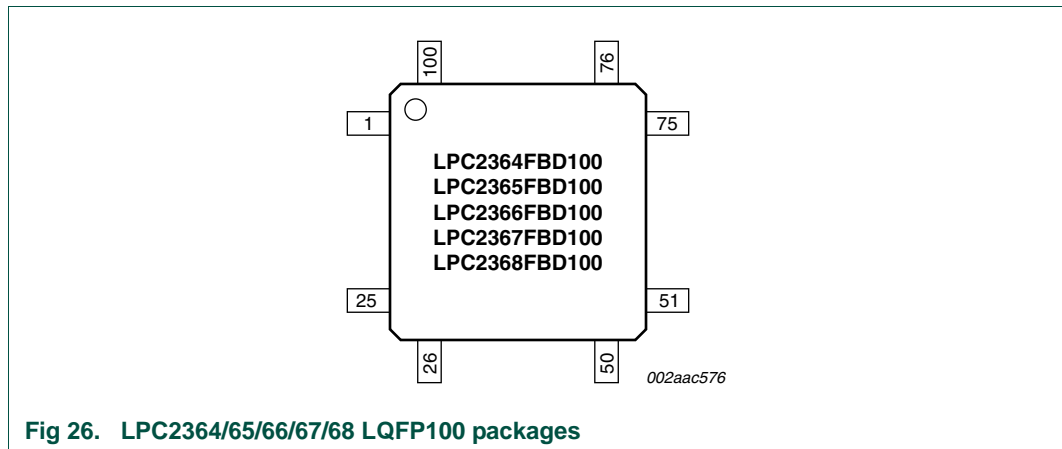 100
76
1
75
LPC2364FBD100
LPC2365FBD100
LPC2366FBD100
LPC2367FBD100
LPC2368FBD100
25
51
26
50
002aac576
Fig 26. LPC2364/65/66/67/68 LQFP100 packages